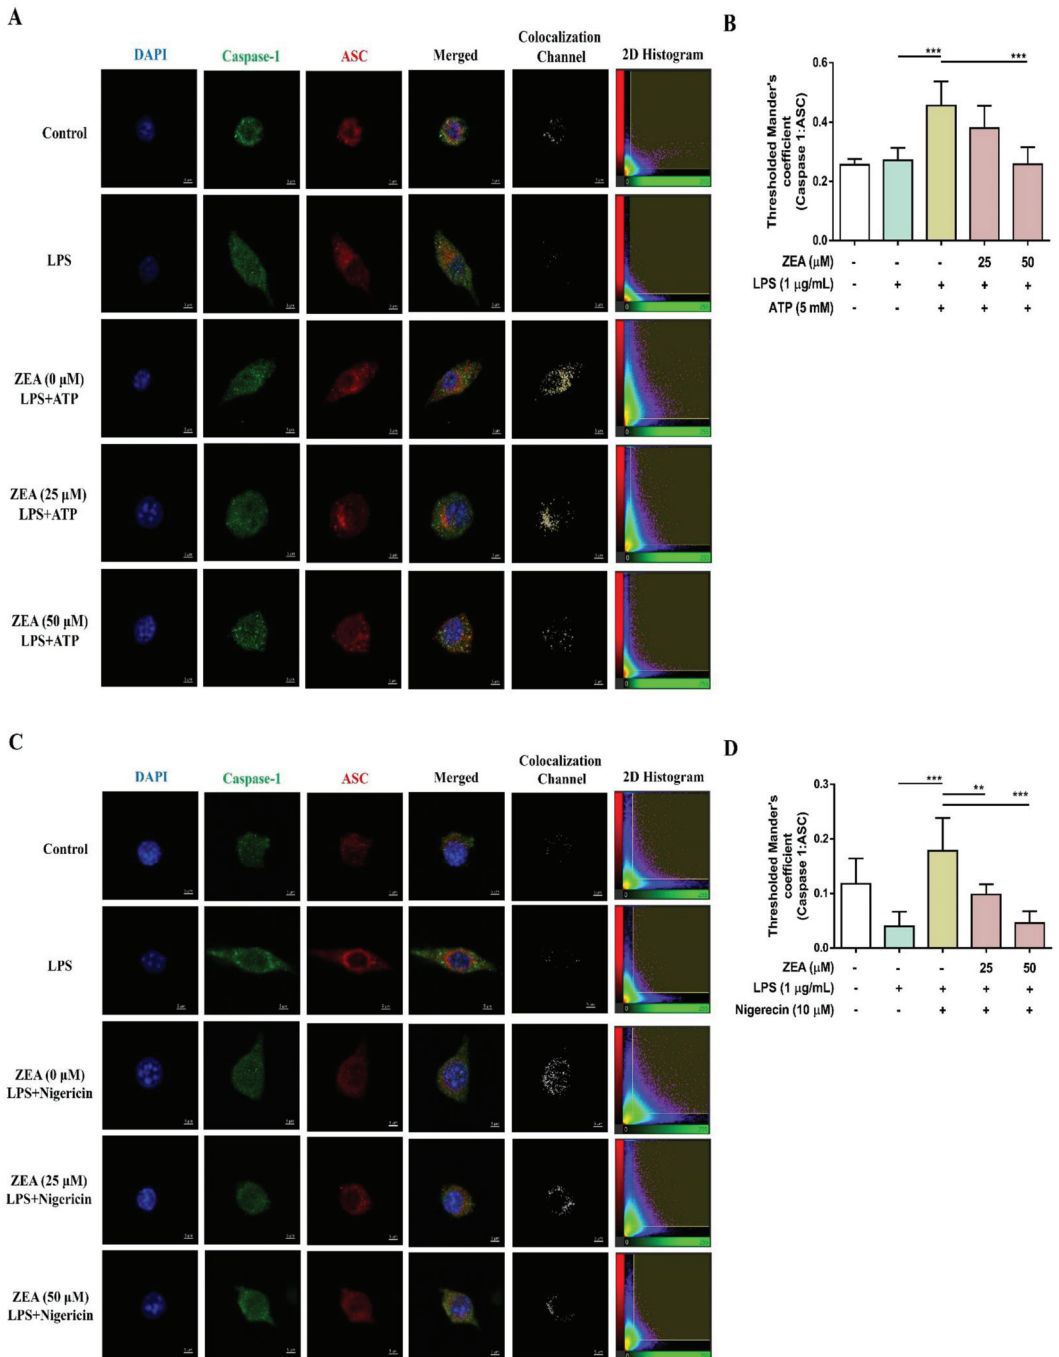 A
DAPI
Caspase-1
ASC
Merged
Colocalization
Channel
2D Histogram
Control
LPS
ZEA (0 µM)
LPS+ATP
ZEA (25 µM)
LPS+ATP
ZEA (50 µM)
LPS+ATP
B
Thresholded Mander's
coefficient
(Caspase 1:ASC)
0.6
0.4
0.2
0.0
***
***
ZEA (µM) - - - 25 50
LPS (1 µg/mL) - + + + +
ATP (5 mM) - - + + +
C
DAPI
Caspase-1
ASC
Merged
Colocalization
Channel
2D Histogram
Control
LPS
ZEA (0 µM)
LPS+Nigericin
ZEA (25 µM)
LPS+Nigericin
ZEA (50 µM)
LPS+Nigericin
D
Thresholded Mander's
coefficient
(Caspase 1:ASC)
0.3
0.2
0.1
0.0
***
**
***
ZEA (µM) - - - 25 50
LPS (1 µg/mL) - + + + +
Nigerecin (10 µM) - - + + +